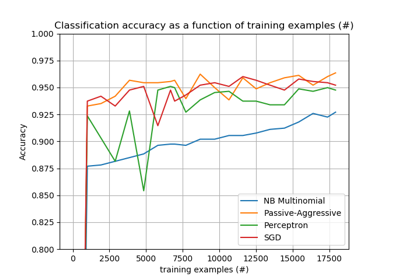 Classification accuracy as a function of training examples (#)
1.000
0.975
0.950
0.925
0.900
0.875
0.850
0.825
0.800
Accuracy
0
2500
5000
7500
10000
12500
15000
17500
training examples (#)
NB Multinomial
Passive-Aggressive
Perceptron
SGD